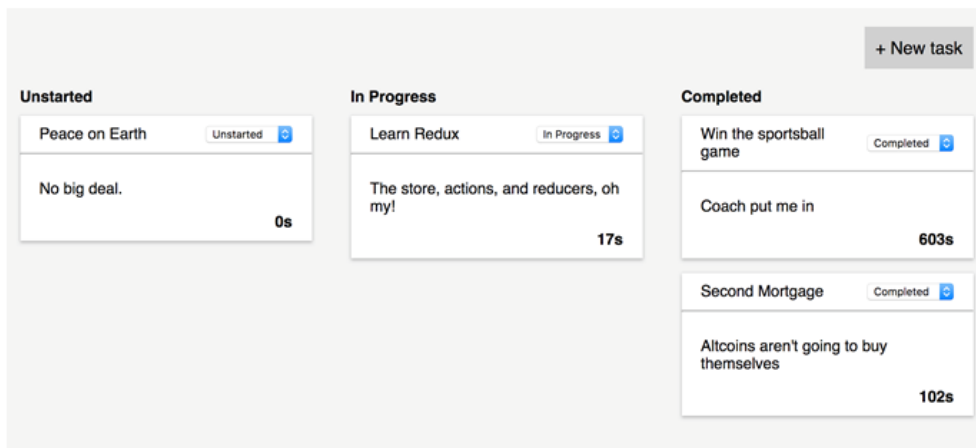 + New task
Unstarted
Peace on Earth
Unstarted
No big deal.
0s
In Progress
Learn Redux
In Progress
The store, actions, and reducers, oh
my!
17s
Completed
Win the sportsball
game
Completed
Coach put me in
603s
Second Mortgage
Completed
Altcoins aren't going to buy
themselves
102s